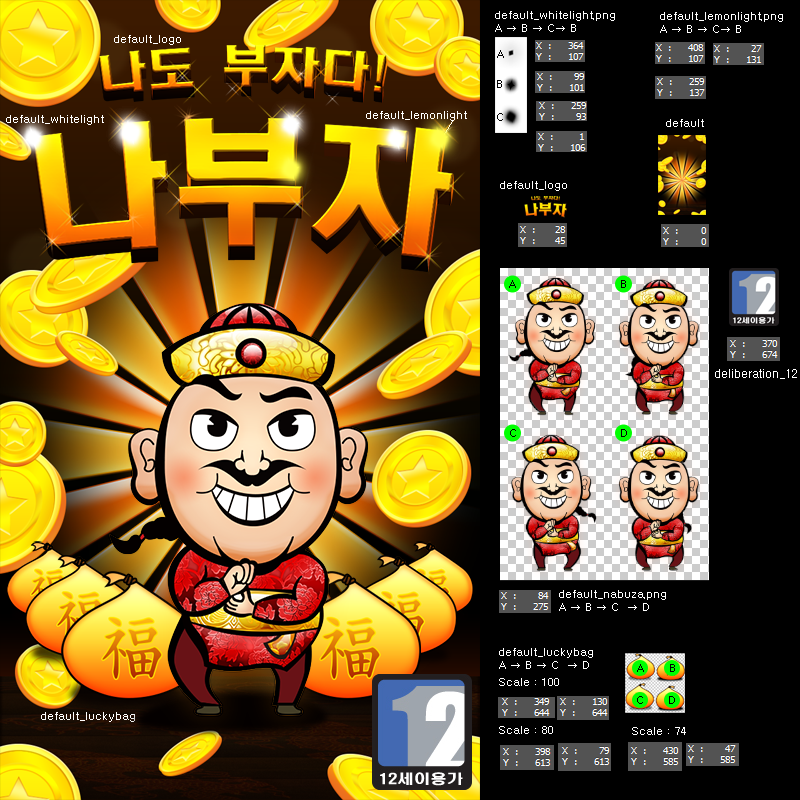 default_logo
나도 부자다!
default_whitelight
default_lemonlight
나부자
福
福
福
福
default_luckybag
12
12세이용가
default_whitelight.png
A → B → C→ B
A
B
C
X : 364
Y : 107
X : 99
Y : 101
X : 259
Y : 93
X : 1
Y : 106
default_lemonlight.png
A → B → C→ B
X : 408
Y : 107
X : 27
Y : 131
X : 259
Y : 137
default
X : 0
Y : 0
default_logo
나도 부자다!
나부자
X : 28
Y : 45
A
B
C
D
12
12세이용가
X : 370
Y : 674
deliberation_12
X : 84
Y : 275
default_nabuza.png
A → B → C → D
default_luckybag
A → B → C → D
A
B
C
D
Scale : 100
X : 349
Y : 644
X : 130
Y : 644
Scale : 80
X : 398
Y : 613
X : 79
Y : 613
Scale : 74
X : 430
Y : 585
X : 47
Y : 585